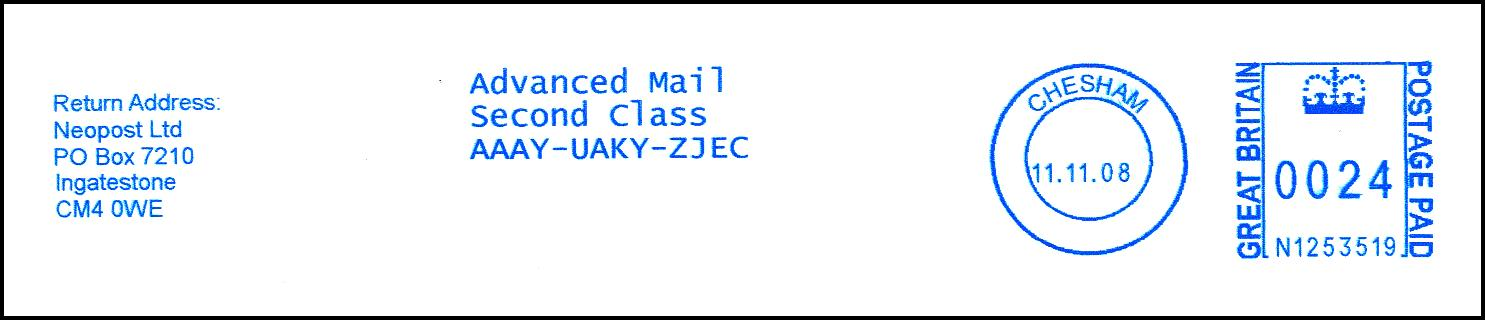 Return Address:
Neopost Ltd
PO Box 7210
Ingatestone
CM4 0WE
Advanced Mail
Second Class
AAAY-UAKY-ZJEC
CHESHAM
11.11.08
GREAT BRITAIN
0024
N1253519
POSTAGE PAID